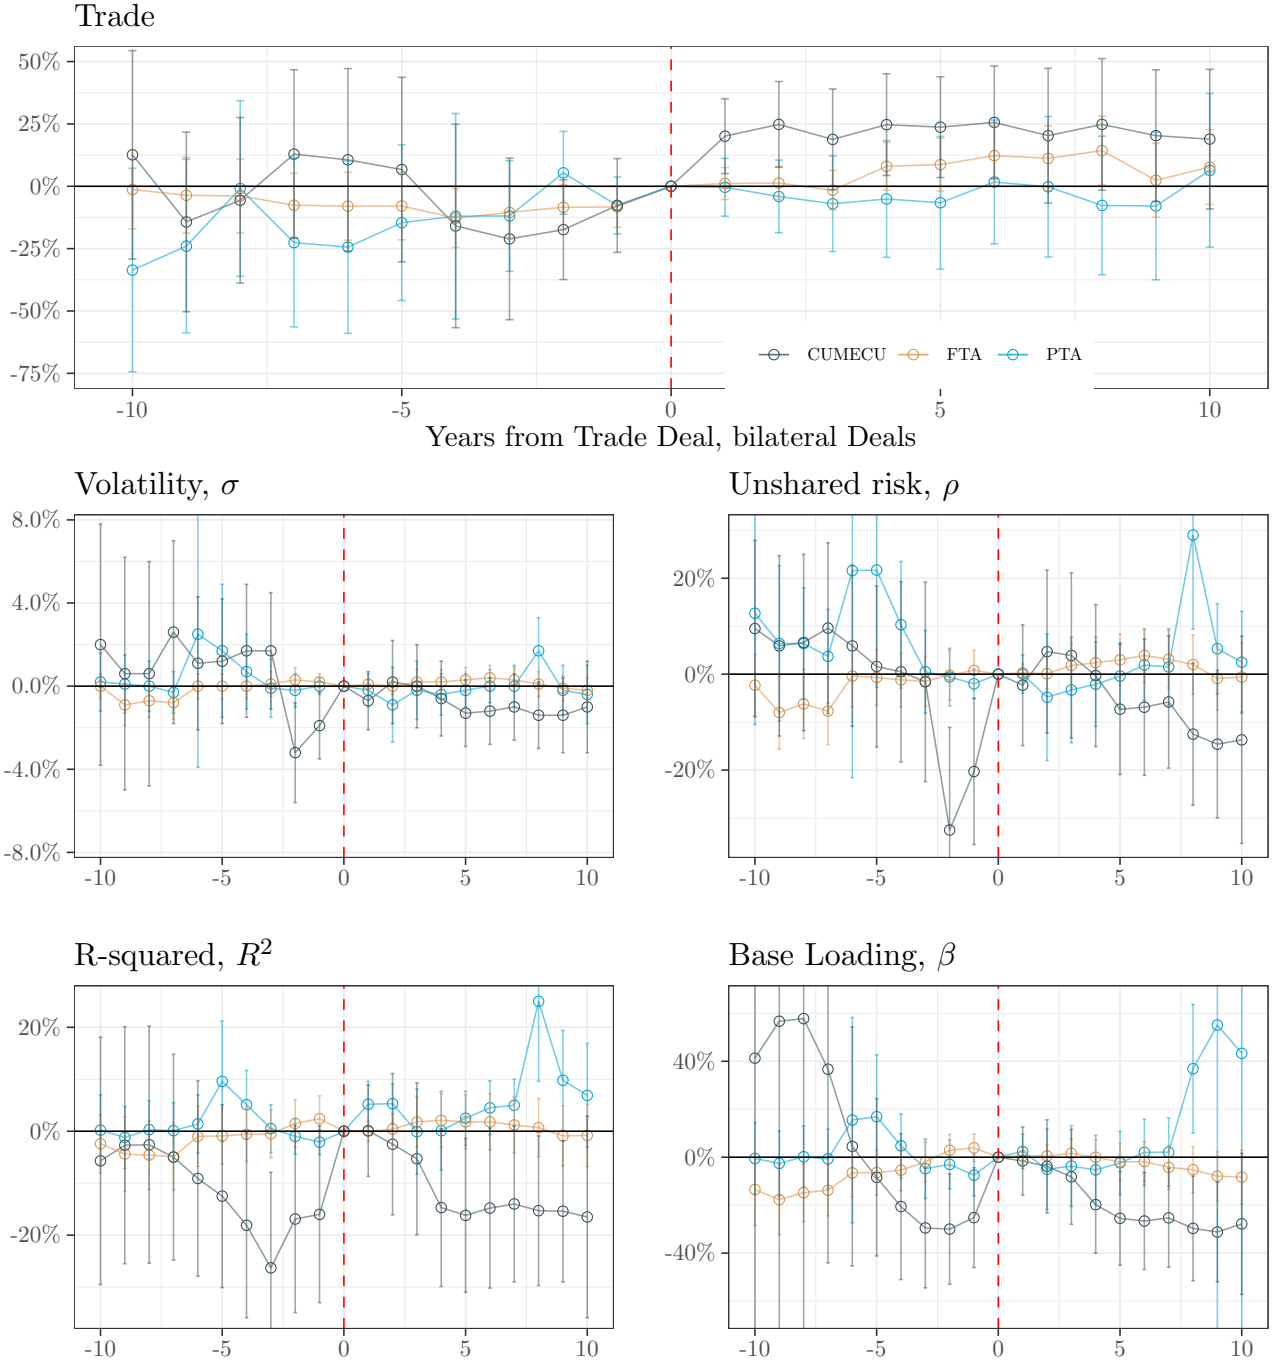 Trade
50%
25%
0%
-25%
-50%
-75%
CUMECU FTA PTA
-10 -5 0 5 10
Years from Trade Deal, bilateral Deals
Volatility, σ
8.0%
4.0%
0.0%
-4.0%
-8.0%
-10 -5 0 5 10
Unshared risk, ρ
20%
0%
-20%
-10 -5 0 5 10
R-squared, R²
20%
0%
-20%
-10 -5 0 5 10
Base Loading, β
40%
0%
-40%
-10 -5 0 5 10